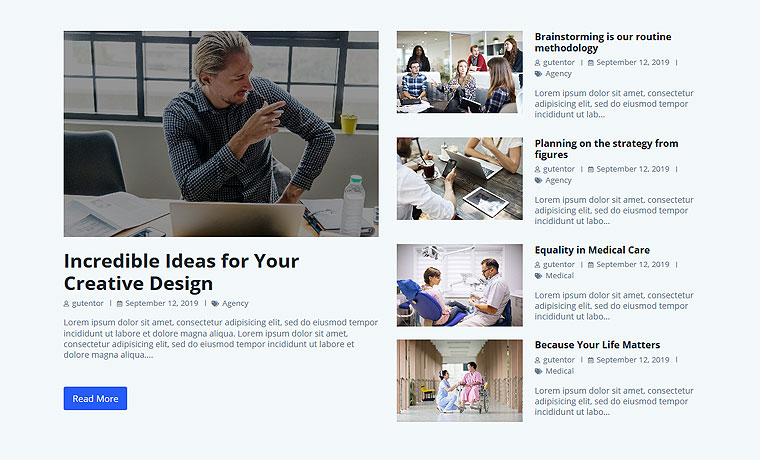 Incredible Ideas for Your
Creative Design
gutentor | September 12, 2019 | Agency
Lorem ipsum dolor sit amet, consectetur adipisicing elit, sed do eiusmod tempor
incididunt ut labore et dolore magna aliqua. Lorem ipsum dolor sit amet,
consectetur adipisicing elit, sed do eiusmod tempor incididunt ut labore et
dolore magna aliqua....
Read More
Brainstorming is our routine
methodology
gutentor | September 12, 2019 |
Agency
Lorem ipsum dolor sit amet, consectetur
adipisicing elit, sed do eiusmod tempor
incididunt ut lab...
Planning on the strategy from
figures
gutentor | September 12, 2019 |
Agency
Lorem ipsum dolor sit amet, consectetur
adipisicing elit, sed do eiusmod tempor
incididunt ut labo...
Equality in Medical Care
gutentor | September 12, 2019 |
Medical
Lorem ipsum dolor sit amet, consectetur
adipisicing elit, sed do eiusmod tempor
incididunt ut labo...
Because Your Life Matters
gutentor | September 12, 2019 |
Medical
Lorem ipsum dolor sit amet, consectetur
adipisicing elit, sed do eiusmod tempor
incididunt ut labo...